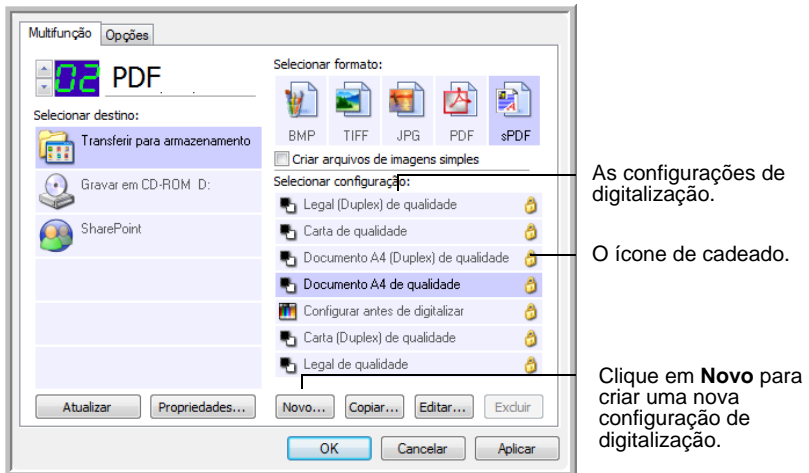 Multifunção Opções
02 PDF
Selecionar destino:
Transferir para armazenamento
Gravar em CD-ROM D:
SharePoint
Atualizar Propriedades...
Selecionar formato:
BMP TIFF JPG PDF sPDF
Criar arquivos de imagens simples
Selecionar configuração:
Legal (Duplex) de qualidade
Carta de qualidade
Documento A4 (Duplex) de qualidade
Documento A4 de qualidade
Configurar antes de digitalizar
Carta (Duplex) de qualidade
Legal de qualidade
Novo... Copiar... Editar... Excluir
OK Cancelar Aplicar
As configurações de
digitalização.
O ícone de cadeado.
Clique em Novo para
criar uma nova
configuração de
digitalização.